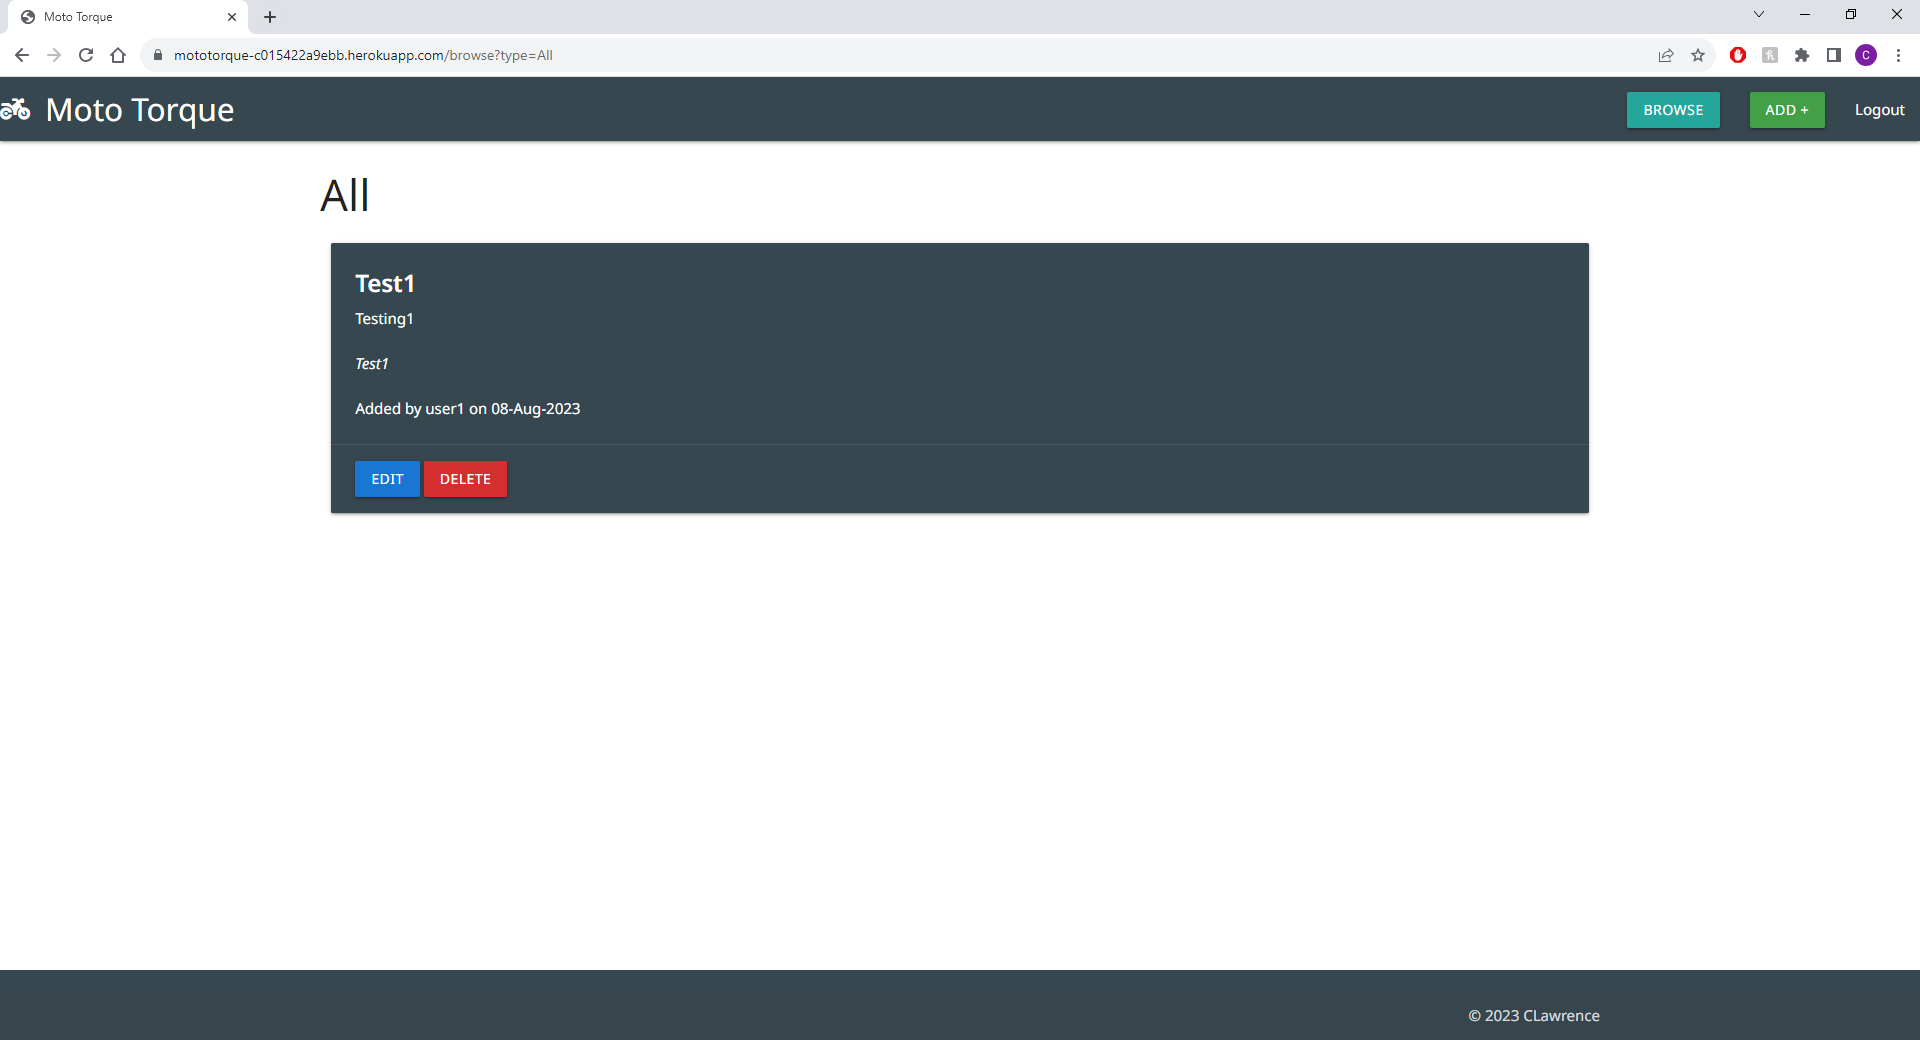 Moto Torque
mototorque-c015422a9ebb.herokuapp.com/browse?type=All
C
Moto Torque
BROWSE
ADD +
Logout
All
Test1
Testing1
Test1
Added by user1 on 08-Aug-2023
EDIT
DELETE
© 2023 CLawrence